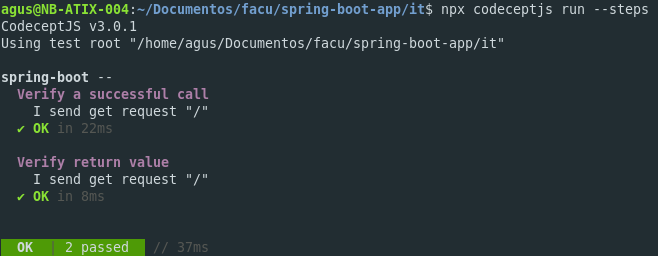 agus@NB-ATIX-004:~/Documentos/facu/spring-boot-app/it$ npx codeceptjs run --steps
CodeceptJS v3.0.1
Using test root "/home/agus/Documentos/facu/spring-boot-app/it"
spring-boot --
Verify a successful call
I send get request "/"
✔ OK in 22ms
Verify return value
I send get request "/"
✔ OK in 8ms
OK | 2 passed // 37ms